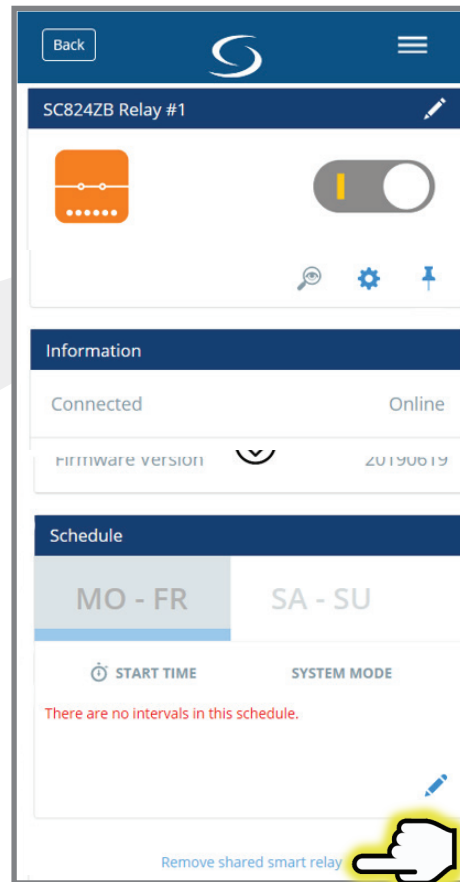 Back
SC824ZB Relay #1
Information
Connected Online
Firmware Version 20190619
Schedule
MO - FR SA - SU
START TIME SYSTEM MODE
There are no intervals in this schedule.
Remove shared smart relay